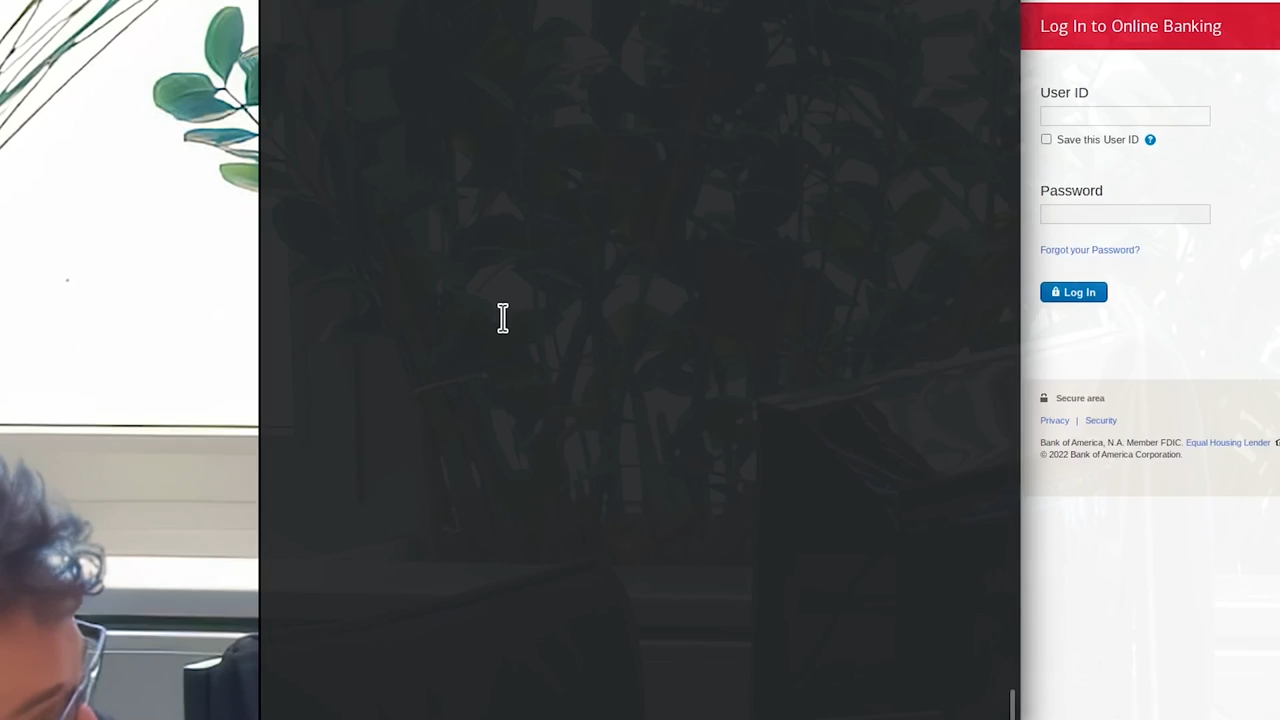 Log In to Online Banking
User ID
Save this User ID ?
Password
Forgot your Password?
Log In
Secure area
Privacy | Security
Bank of America, N.A. Member FDIC. Equal Housing Lender
© 2022 Bank of America Corporation.